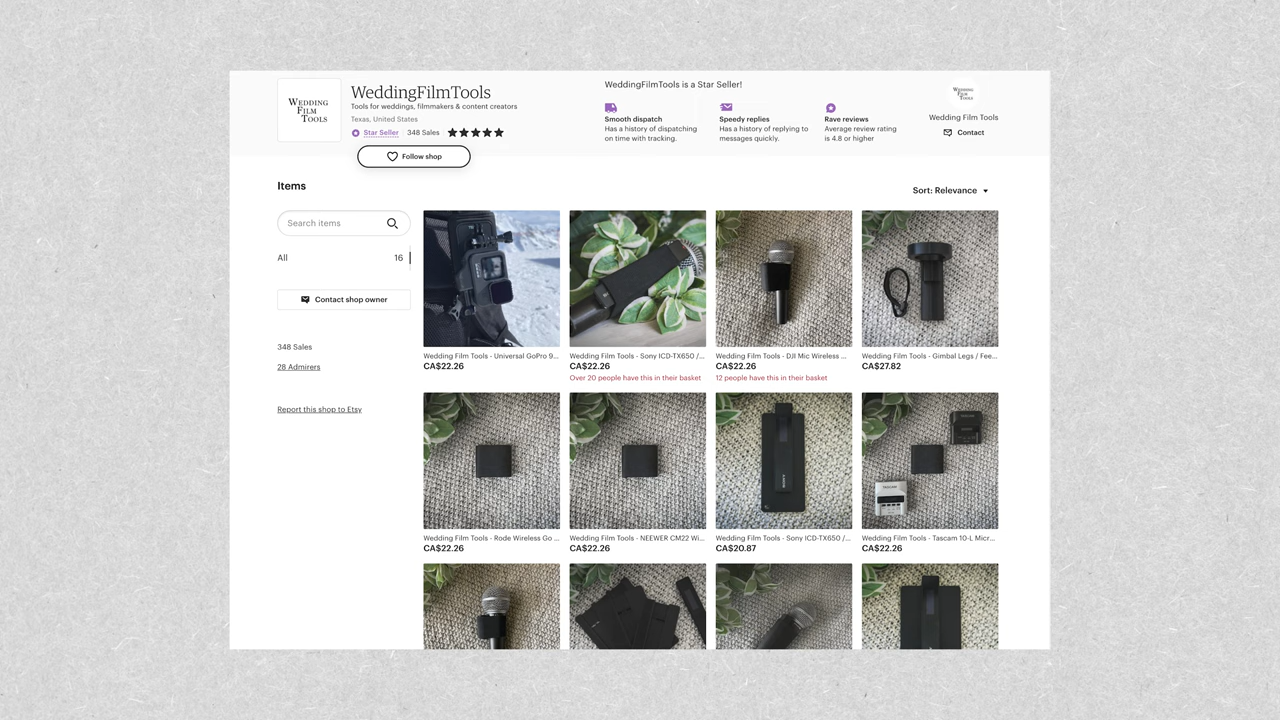 WEDDING
FILM
TOOLS
WeddingFilmTools
Tools for weddings, filmmakers & content creators
Texas, United States
Star Seller
348 Sales
Follow shop
WeddingFilmTools is a Star Seller!
Smooth dispatch
Has a history of dispatching
on time with tracking.
Speedy replies
Has a history of replying to
messages quickly.
Rave reviews
Average review rating
is 4.8 or higher
WEDDING
FILM
TOOLS
Wedding Film Tools
Contact
Items
Sort: Relevance
Search items
All 16
Contact shop owner
348 Sales
28 Admirers
Report this shop to Etsy
Wedding Film Tools - Universal GoPro 9...
CA$22.26
Wedding Film Tools - Sony ICD-TX650 /...
CA$22.26
Over 20 people have this in their basket
Wedding Film Tools - DJI Mic Wireless ...
CA$22.26
12 people have this in their basket
Wedding Film Tools - Gimbal Legs / Fee...
CA$27.82
SONY
TASCAM
TASCAM
Wedding Film Tools - Rode Wireless Go ...
CA$22.26
Wedding Film Tools - NEEWER CM22 Wi...
CA$22.26
Wedding Film Tools - Sony ICD-TX650 /...
CA$20.87
Wedding Film Tools - Tascam 10-L Micr...
CA$22.26